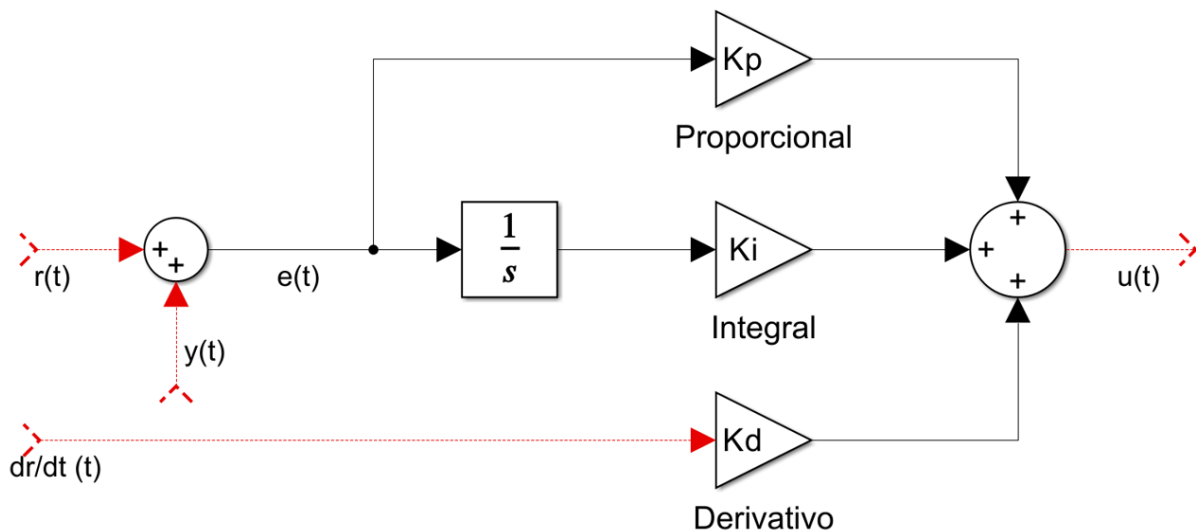 Kp
Proporcional
r(t)
+
+
e(t)
1
s
Ki
Integral
+
+
+
u(t)
y(t)
dr/dt (t)
Kd
Derivativo